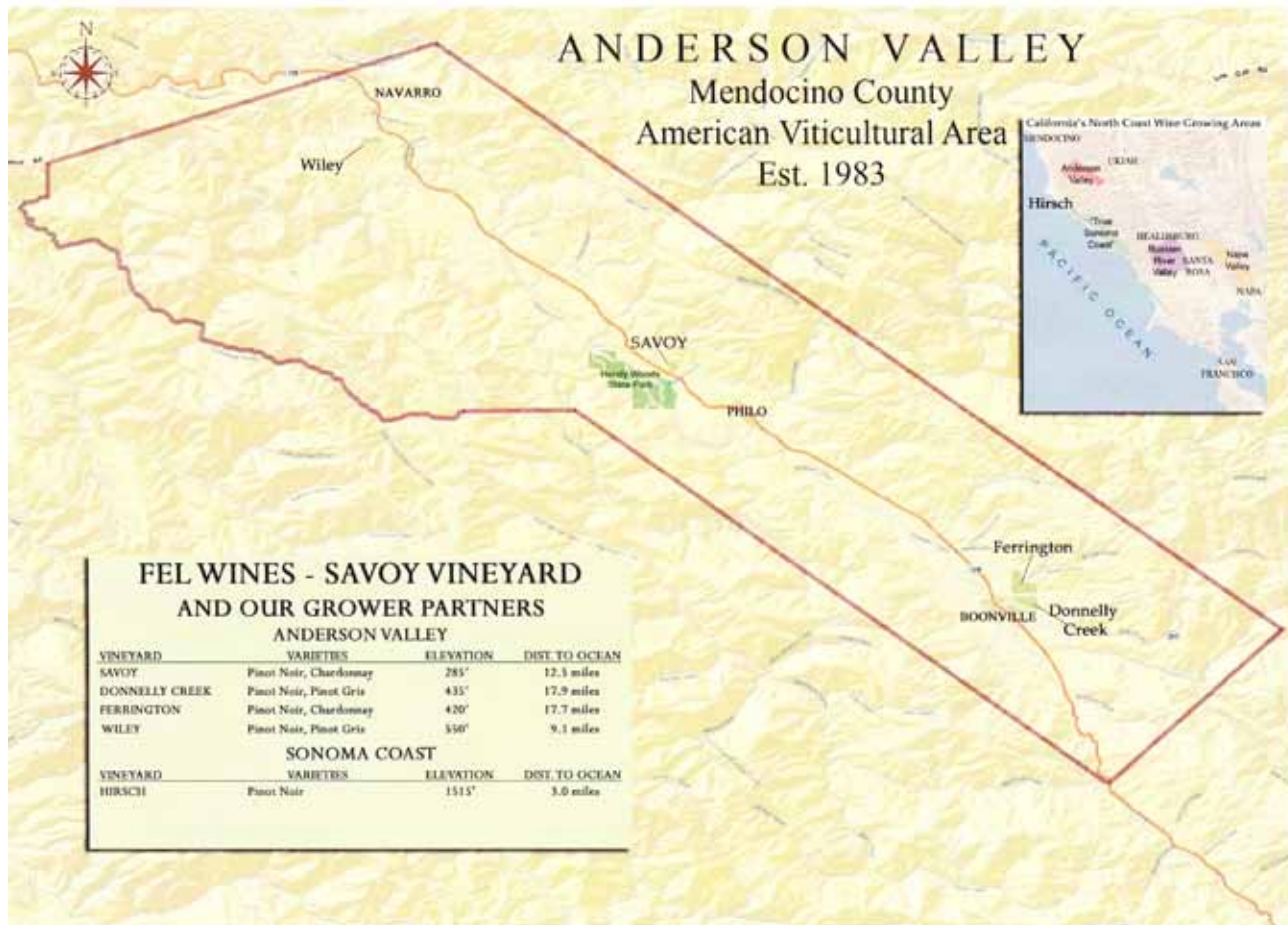 N
ANDERSON VALLEY
Mendocino County
American Viticultural Area
Est. 1983
NAVARRO
Wiley
SAVOY
Hendy Woods
State Park
PHILO
Ferrington
BOONVILLE
Donnelly
Creek
California's North Coast Wine Growing Areas
MENDOCINO
UKIAH
Anderson
Valley
Hirsch
"True
Sonoma
Coast"
HEALDSBURG
Russian
River
Valley
SANTA
ROSA
Napa
Valley
NAPA
PACIFIC OCEAN
SAN
FRANCISCO
FEL WINES - SAVOY VINEYARD
AND OUR GROWER PARTNERS
ANDERSON VALLEY
VINEYARD VARIETIES ELEVATION DIST. TO OCEAN
SAVOY Pinot Noir, Chardonnay 285' 12.5 miles
DONNELLY CREEK Pinot Noir, Pinot Gris 435' 17.9 miles
FERRINGTON Pinot Noir, Chardonnay 420' 17.7 miles
WILEY Pinot Noir, Pinot Gris 550' 9.1 miles
SONOMA COAST
VINEYARD VARIETIES ELEVATION DIST. TO OCEAN
HIRSCH Pinot Noir 1515' 3.0 miles